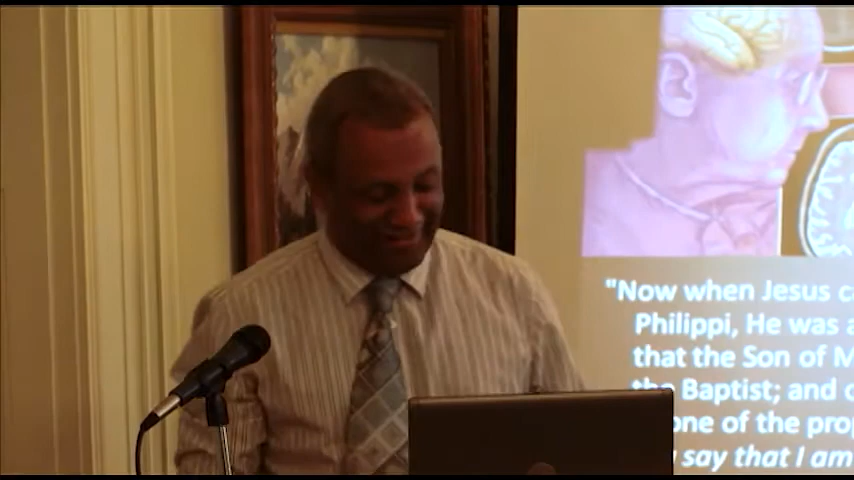 "Now when Jesus
Philippi, He was
that the Son of
the Baptist; and
one of the
say that I am